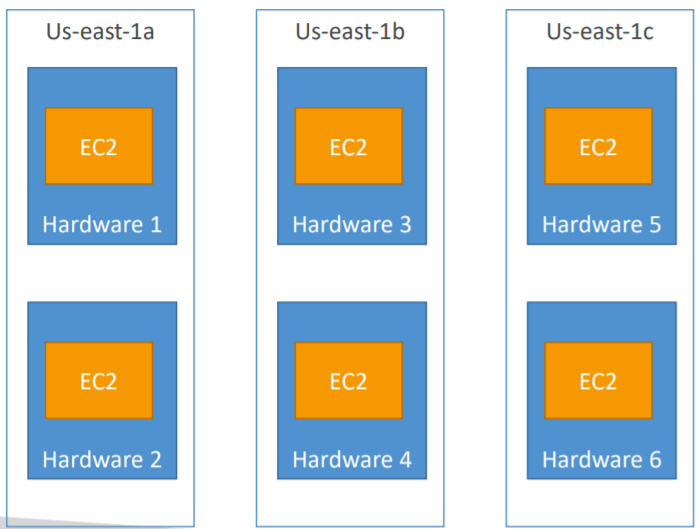 Us-east-1a
EC2
Hardware 1
EC2
Hardware 2
Us-east-1b
EC2
Hardware 3
EC2
Hardware 4
Us-east-1c
EC2
Hardware 5
EC2
Hardware 6